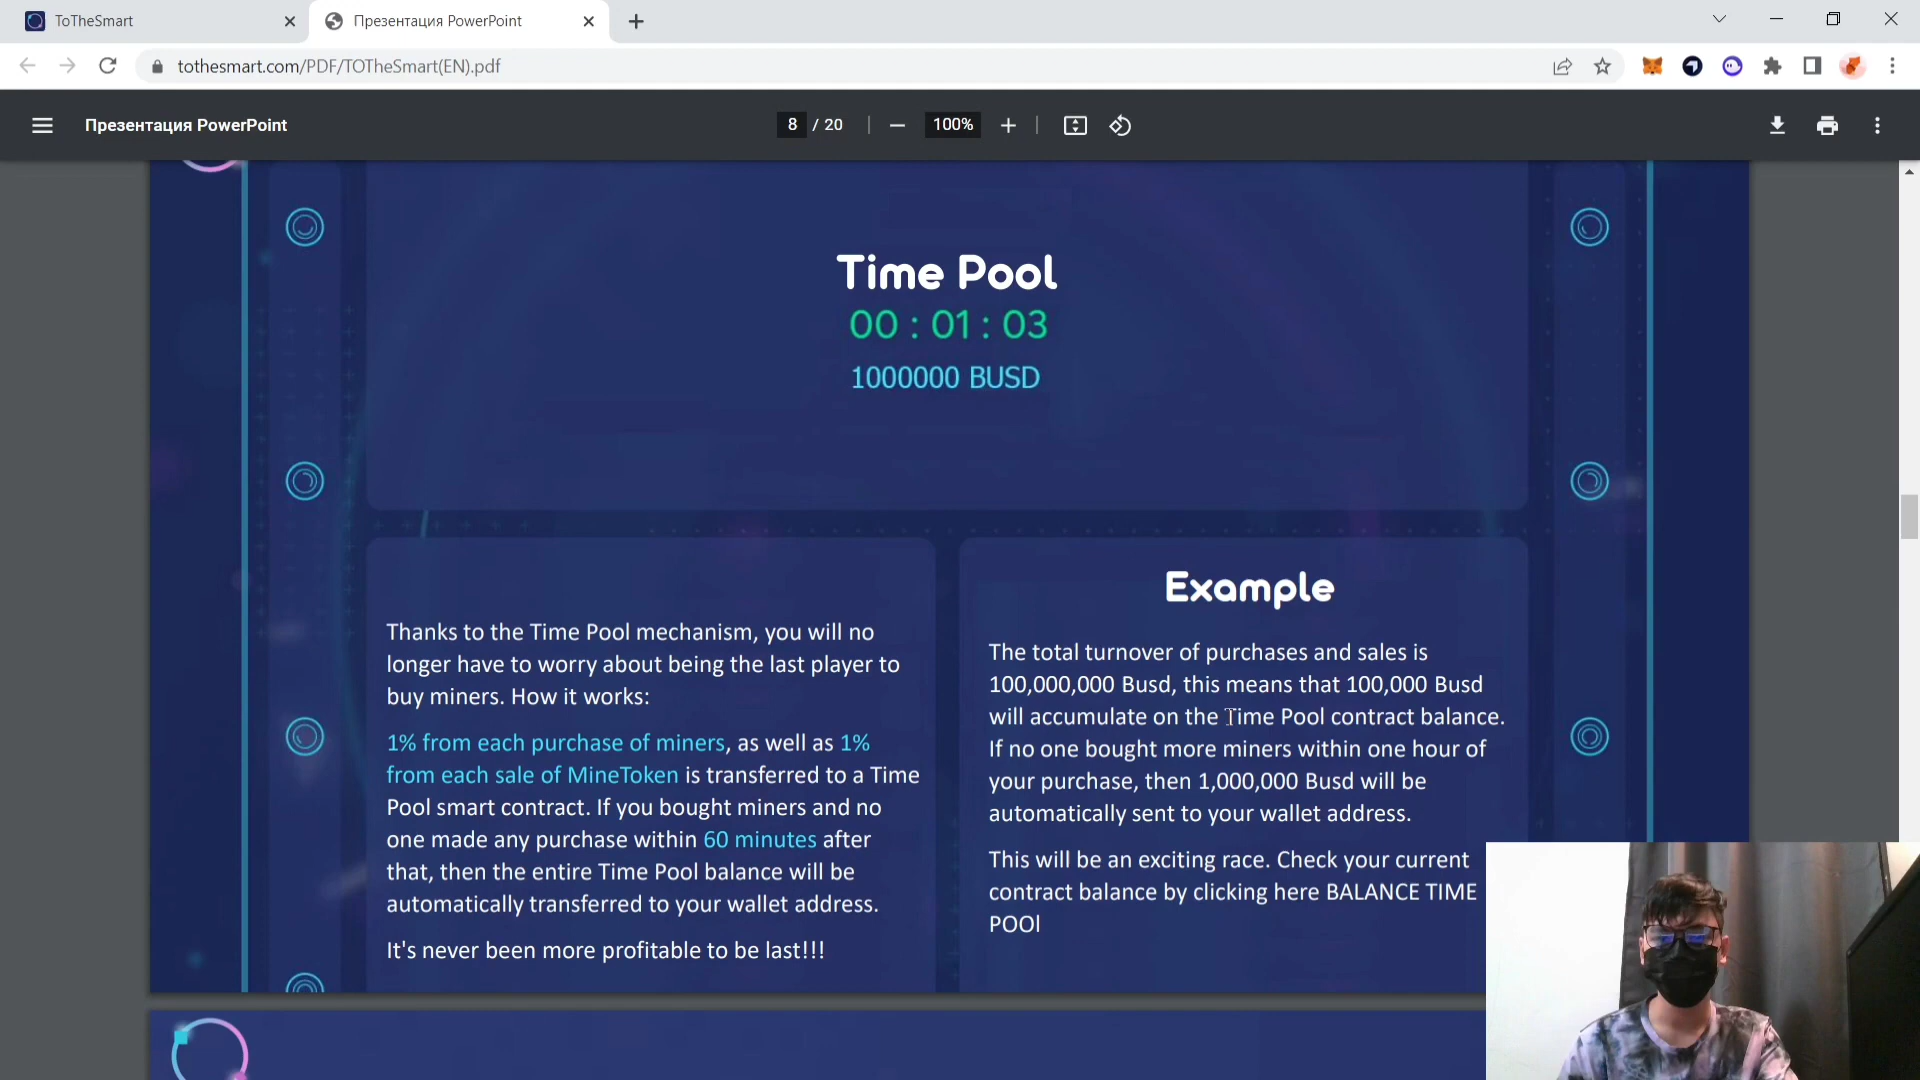 ToTheSmart
Презентация PowerPoint
tothesmart.com/PDF/TOTheSmart(EN).pdf
Презентация PowerPoint
8 / 20
100%
Time Pool
00 : 01 : 03
1000000 BUSD
Thanks to the Time Pool mechanism, you will no
longer have to worry about being the last player to
buy miners. How it works:
1% from each purchase of miners, as well as 1%
from each sale of MineToken is transferred to a Time
Pool smart contract. If you bought miners and no
one made any purchase within 60 minutes after
that, then the entire Time Pool balance will be
automatically transferred to your wallet address.
It's never been more profitable to be last!!!
Example
The total turnover of purchases and sales is
100,000,000 Busd, this means that 100,000 Busd
will accumulate on the Time Pool contract balance.
If no one bought more miners within one hour of
your purchase, then 1,000,000 Busd will be
automatically sent to your wallet address.
This will be an exciting race. Check your current
contract balance by clicking here BALANCE TIME
POOl